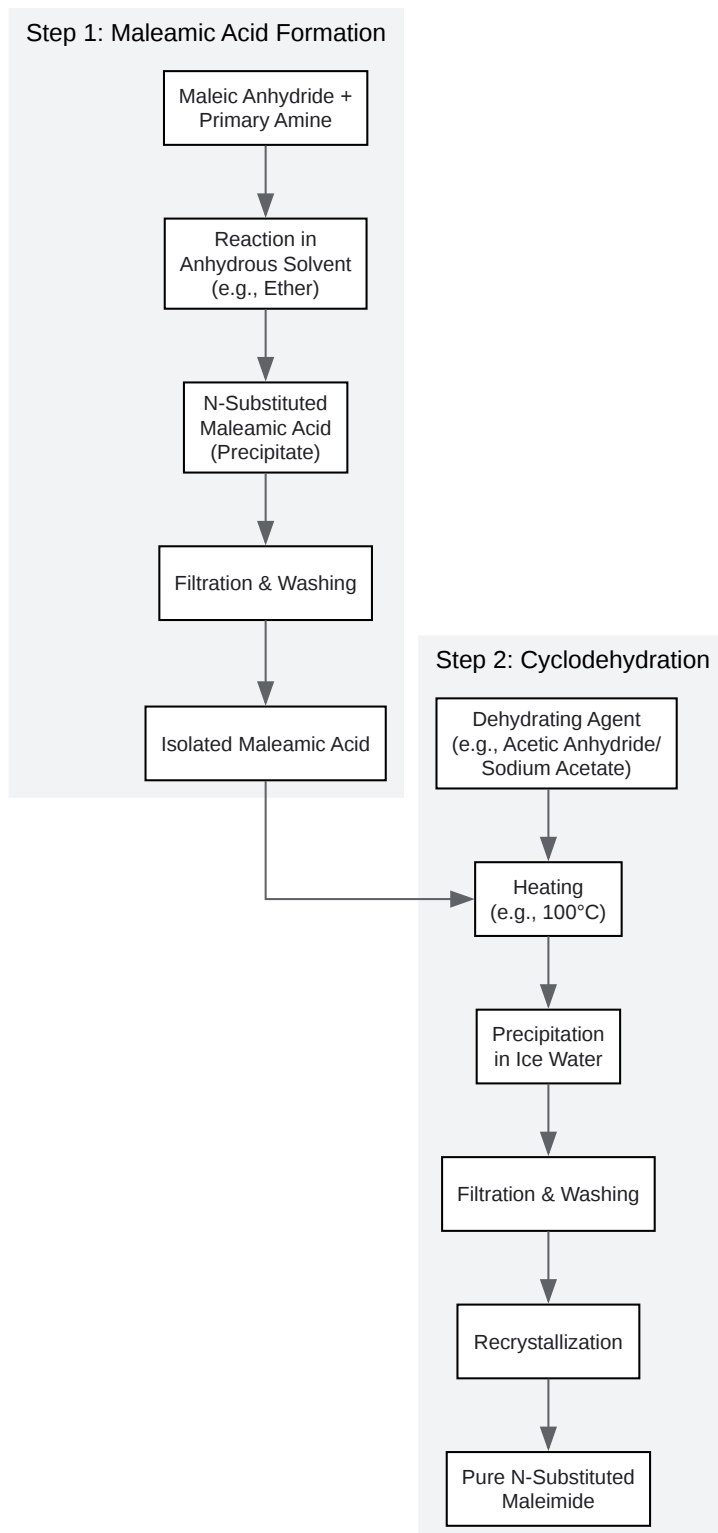 Step 1: Maleamic Acid Formation
Maleic Anhydride +
Primary Amine
Reaction in
Anhydrous Solvent
(e.g., Ether)
N-Substituted
Maleamic Acid
(Precipitate)
Filtration & Washing
Isolated Maleamic Acid
Step 2: Cyclodehydration
Dehydrating Agent
(e.g., Acetic Anhydride/
Sodium Acetate)
Heating
(e.g., 100°C)
Precipitation
in Ice Water
Filtration & Washing
Recrystallization
Pure N-Substituted
Maleimide